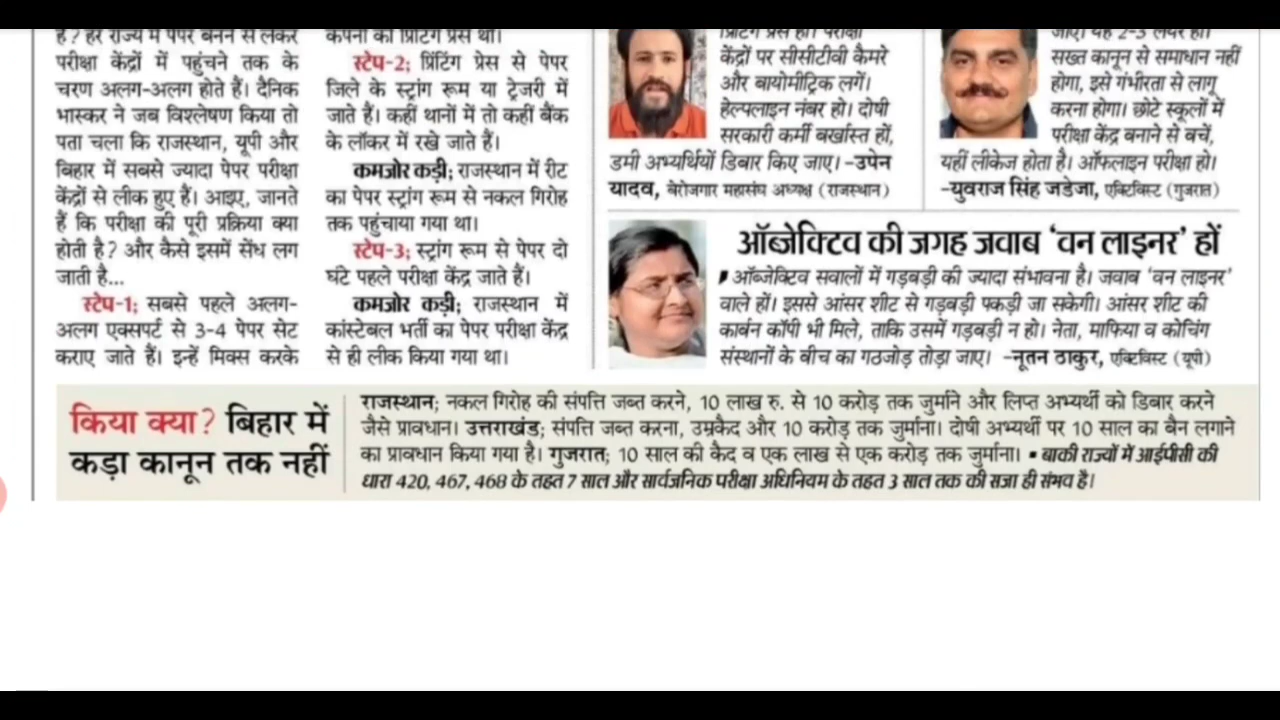 है? हर राज्य में पेपर बनने से लेकर
परीक्षा केंद्रों में पहुंचने तक के
चरण अलग-अलग होते हैं। दैनिक
भास्कर ने जब विश्लेषण किया तो
पता चला कि राजस्थान, यूपी और
बिहार में सबसे ज्यादा पेपर परीक्षा
केंद्रों से लीक हुए हैं। आइए, जानते
हैं कि परीक्षा की पूरी प्रक्रिया क्या
होती है? और कैसे इसमें सेंध लग
जाती है...
स्टेप-1; सबसे पहले अलग-
अलग एक्सपर्ट से 3-4 पेपर सेट
कराए जाते हैं। इन्हें मिक्स करके
कंपनी की प्रिंटिंग प्रेस थी।
स्टेप-2; प्रिंटिंग प्रेस से पेपर
जिले के स्ट्रांग रूम या ट्रेजरी में
जाते हैं। कहीं थानों में तो कहीं बैंक
के लॉकर में रखे जाते हैं।
कमजोर कड़ी; राजस्थान में रीट
का पेपर स्ट्रांग रूम से नकल गिरोह
तक पहुंचाया गया था।
स्टेप-3; स्ट्रांग रूम से पेपर दो
घंटे पहले परीक्षा केंद्र जाते हैं।
कमजोर कड़ी; राजस्थान में
कांस्टेबल भर्ती का पेपर परीक्षा केंद्र
से ही लीक किया गया था।
प्रिंटिंग प्रेस हो। परीक्षा
केंद्रों पर सीसीटीवी कैमरे
और बायोमीट्रिक लगें।
हेल्पलाइन नंबर हो। दोषी
सरकारी कर्मी बर्खास्त हों,
डमी अभ्यर्थियों डिबार किए जाए। -उपेन
यादव, बेरोजगार महासंघ अध्यक्ष (राजस्थान)
जाए। यह 2-3 लेयर हो।
सख्त कानून से समाधान नहीं
होगा, इसे गंभीरता से लागू
करना होगा। छोटे स्कूलों में
परीक्षा केंद्र बनाने से बचें,
यहीं लीकेज होता है। ऑफलाइन परीक्षा हो।
-युवराज सिंह जडेजा, एक्टिविस्ट (गुजरात)
ऑब्जेक्टिव की जगह जवाब ‘वन लाइनर’ हों
ऑब्जेक्टिव सवालों में गड़बड़ी की ज्यादा संभावना है। जवाब ‘वन लाइनर’
वाले हों। इससे आंसर शीट से गड़बड़ी पकड़ी जा सकेगी। आंसर शीट की
कार्बन कॉपी भी मिले, ताकि उसमें गड़बड़ी न हो। नेता, माफिया व कोचिंग
संस्थानों के बीच का गठजोड़ तोड़ा जाए। -नूतन ठाकुर, एक्टिविस्ट (यूपी)
किया क्या? बिहार में
कड़ा कानून तक नहीं
राजस्थान; नकल गिरोह की संपत्ति जब्त करने, 10 लाख रु. से 10 करोड़ तक जुर्माने और लिप्त अभ्यर्थी को डिबार करने
जैसे प्रावधान। उत्तराखंड; संपत्ति जब्त करना, उम्रकैद और 10 करोड़ तक जुर्माना। दोषी अभ्यर्थी पर 10 साल का बैन लगाने
का प्रावधान किया गया है। गुजरात; 10 साल की कैद व एक लाख से एक करोड़ तक जुर्माना। ▪ बाकी राज्यों में आईपीसी की
धारा 420, 467, 468 के तहत 7 साल और सार्वजनिक परीक्षा अधिनियम के तहत 3 साल तक की सजा ही संभव है।